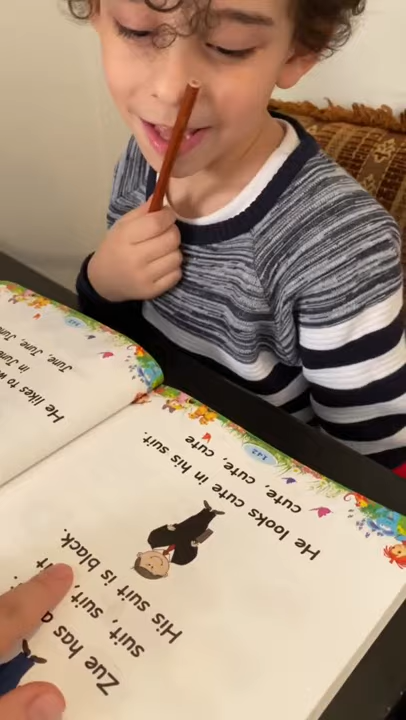 Zue has a
suit, suit,
His suit is black.
He looks cute in his suit.
cute, cute, cute
142
He likes to
in June
June, June, June